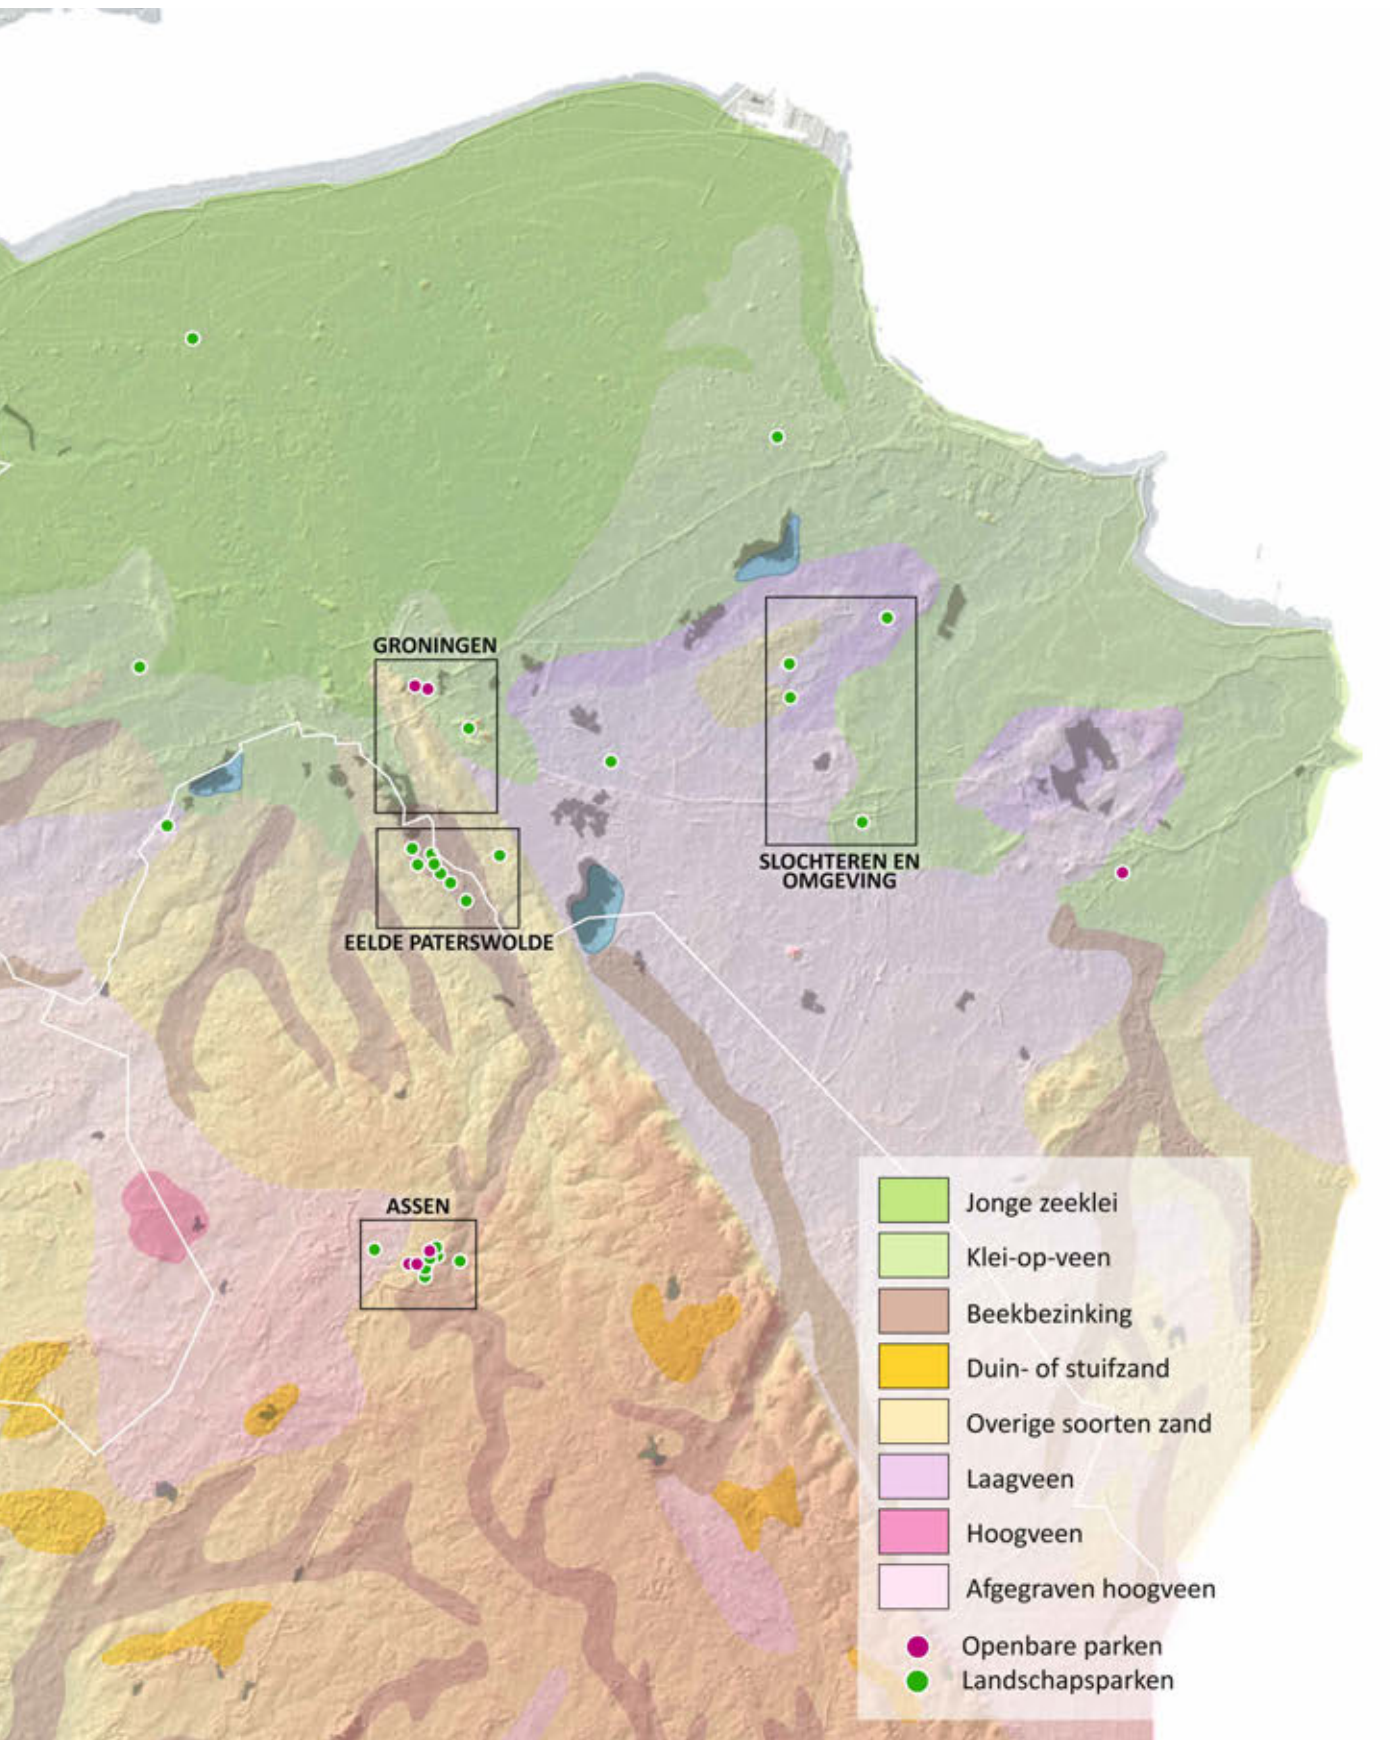 GRONINGEN
SLOCHTEREN EN
OMGEVING
EELDE PATERSWOLDE
ASSEN
Jonge zeeklei
Klei-op-veen
Beekbezinking
Duin- of stuifzand
Overige soorten zand
Laagveen
Hoogveen
Afgegraven hoogveen
Openbare parken
Landschapsparken